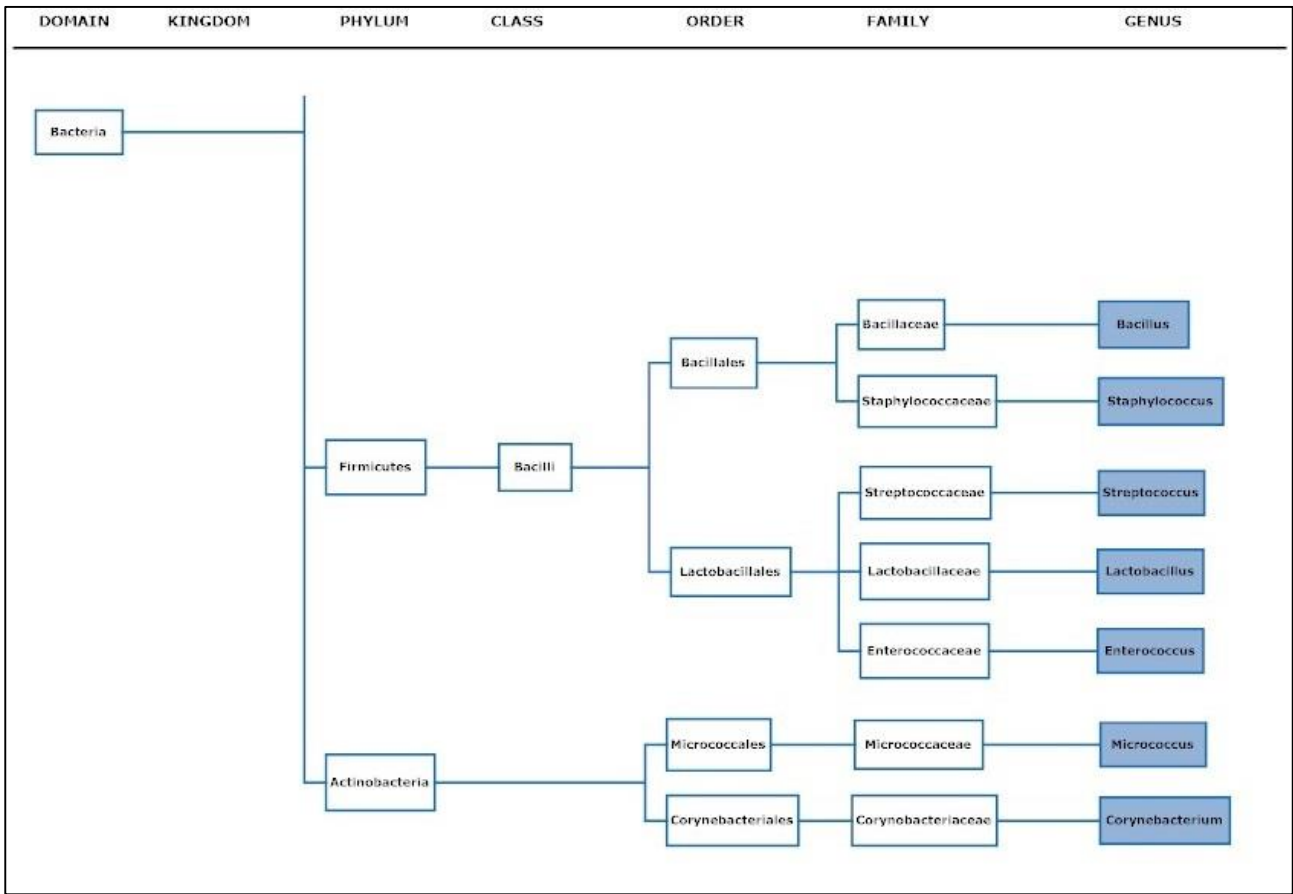 DOMAIN KINGDOM PHYLUM CLASS ORDER FAMILY GENUS
Bacteria
Bacillaceae Bacillus
Bacillales
Staphylococcaceae Staphylococcus
Firmicutes Bacilli
Streptococcaceae Streptococcus
Lactobacillales Lactobacillaceae Lactobacillus
Enterococcaceae Enterococcus
Micrococcales Micrococcaceae Micrococcus
Actinobacteria
Corynebacteriales Corynobacteriaceae Corynebacterium